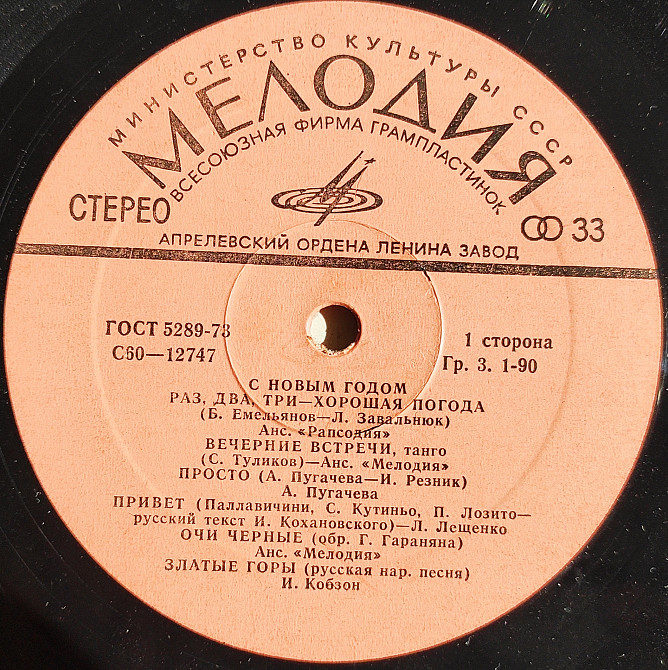 МИНИСТЕРСТВО КУЛЬТУРЫ СССР
МЕЛОДИЯ
ВСЕСОЮЗНАЯ ФИРМА ГРАМПЛАСТИНОК
СТЕРЕО
33
АПРЕЛЕВСКИЙ ОРДЕНА ЛЕНИНА ЗАВОД
ГОСТ 5289-73
1 сторона
С60—12747
Гр. 3. 1-90
С НОВЫМ ГОДОМ
РАЗ, ДВА, ТРИ—ХОРОШАЯ ПОГОДА
(Б. Емельянов—Л. Завальнюк)
Анс. «Рапсодия»
ВЕЧЕРНИЕ ВСТРЕЧИ, танго
(С. Туликов)—Анс. «Мелодия»
ПРОСТО (А. Пугачева—И. Резник)
А. Пугачева
ПРИВЕТ (Паллавичини, С. Кутиньо, П. Лозито—
русский текст И. Кохановского)—Л. Лещенко
ОЧИ ЧЕРНЫЕ (обр. Г. Гараняна)
Анс. «Мелодия»
ЗЛАТЫЕ ГОРЫ (русская нар. песня)
И. Кобзон